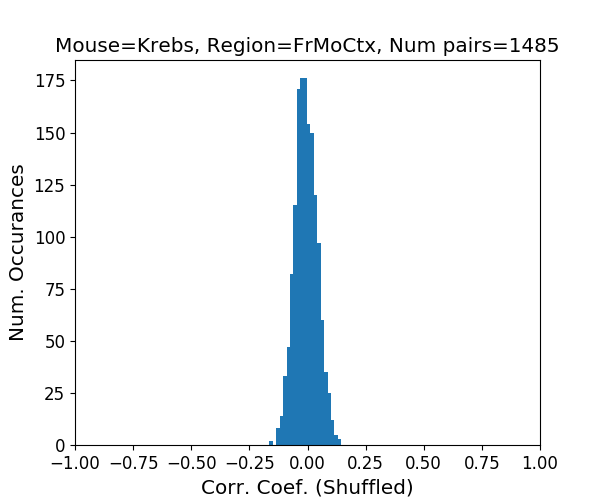 Mouse=Krebs, Region=FrMoCtx, Num pairs=1485
175
150
125
100
75
50
25
0
Num. Occurances
−1.00 −0.75 −0.50 −0.25 0.00 0.25 0.50 0.75 1.00
Corr. Coef. (Shuffled)